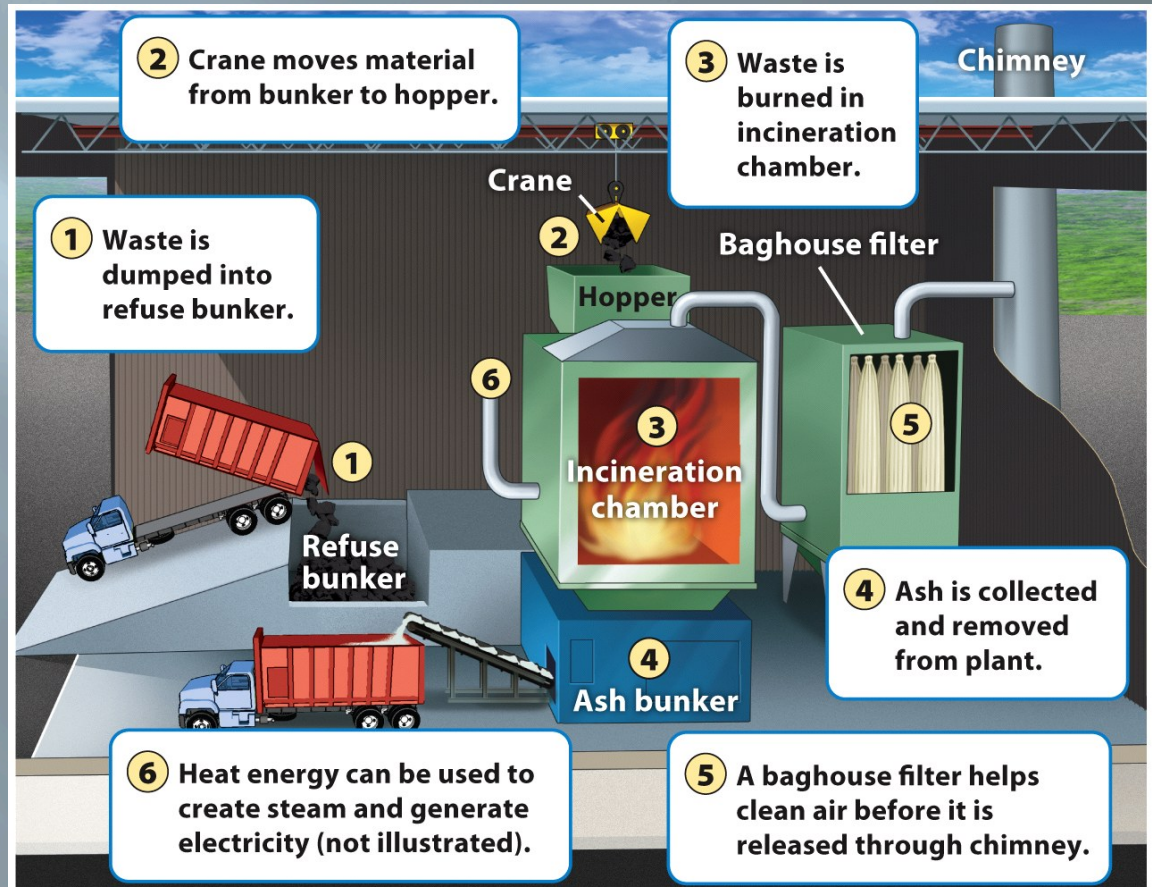 2 Crane moves material
from bunker to hopper.
3 Waste is
burned in
incineration
chamber.
Chimney
1 Waste is
dumped into
refuse bunker.
Crane
2
Baghouse filter
Hopper
6
3
Incineration
chamber
5
1
Refuse
bunker
4 Ash is collected
and removed
from plant.
4
Ash bunker
6 Heat energy can be used to
create steam and generate
electricity (not illustrated).
5 A baghouse filter helps
clean air before it is
released through chimney.